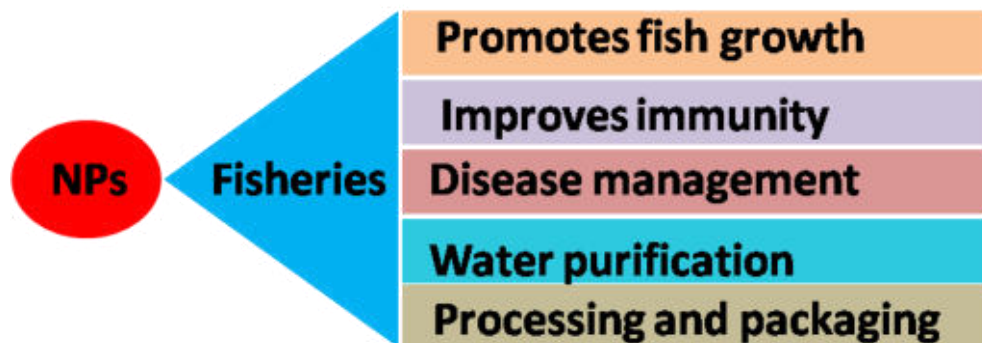 NPs
Fisheries
Promotes fish growth
Improves immunity
Disease management
Water purification
Processing and packaging